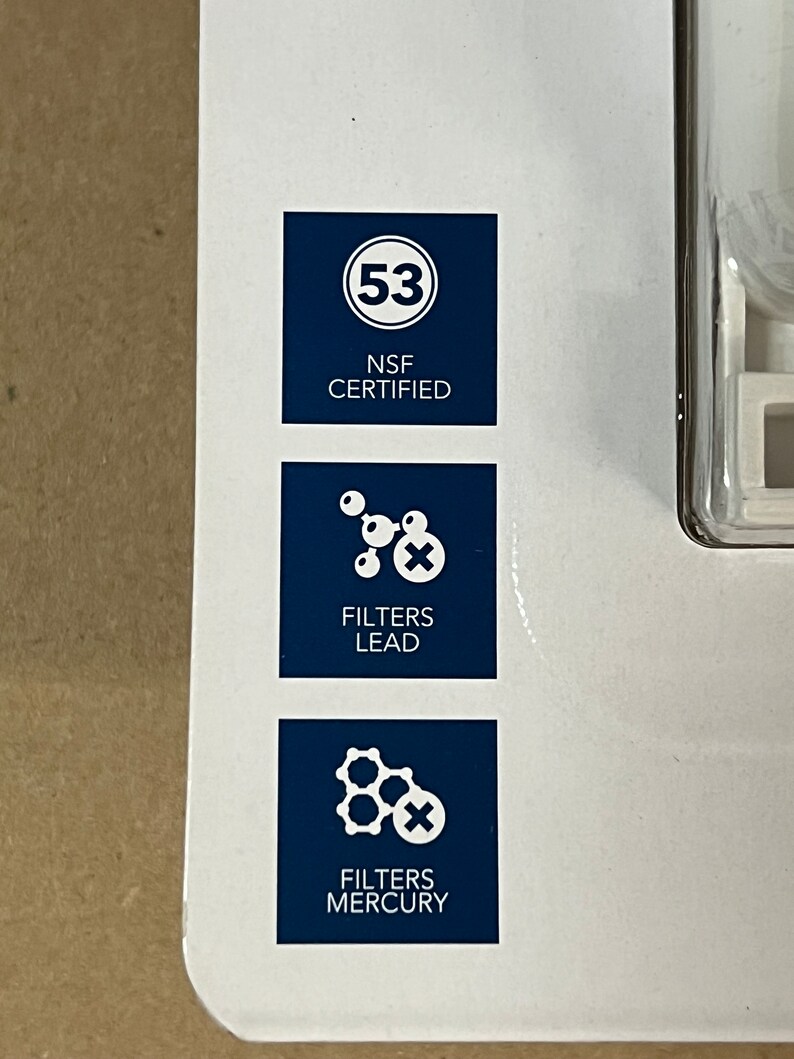 53
NSF
CERTIFIED
FILTERS
LEAD
FILTERS
MERCURY